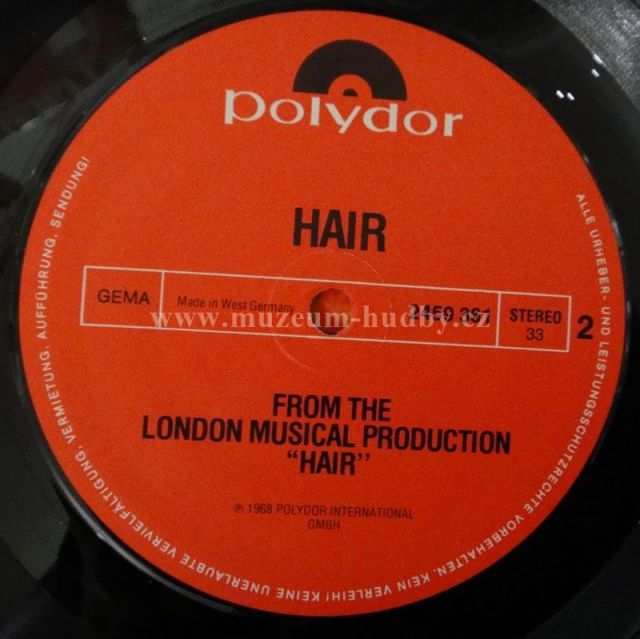 polydor
HAIR
GEMA
Made in West Germany
2459 351
STEREO
33
2
www.muzeum-hudby.cz
FROM THE
LONDON MUSICAL PRODUCTION
"HAIR"
℗ 1968 POLYDOR INTERNATIONAL
GMBH
ALLE URHEBER- UND LEISTUNGSSCHUTZRECHTE VORBEHALTEN. KEIN VERLEIH! KEINE UNERLAUBTE VERVIELFÄLTIGUNG, VERMIETUNG, AUFFÜHRUNG, SENDUNG!